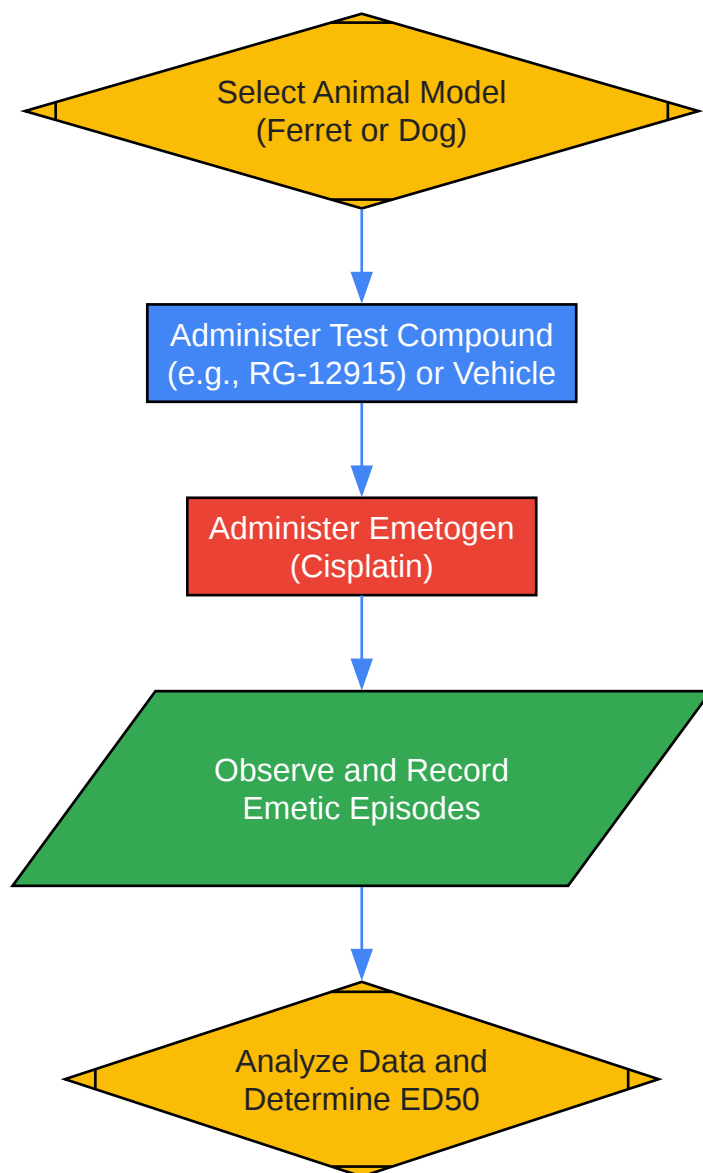 Select Animal Model
(Ferret or Dog)
Administer Test Compound
(e.g., RG-12915) or Vehicle
Administer Emetogen
(Cisplatin)
Observe and Record
Emetic Episodes
Analyze Data and
Determine ED50